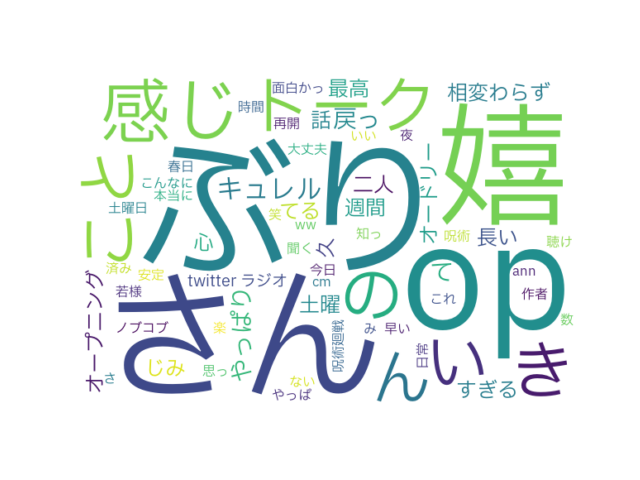 感じ
トーク
面白かっ
最高
時間
再開
話戻っ
いい
夜
相変わらず
嬉
ぶり
こと
春日
こんなに
本当に
大丈夫
キュレル
二人
オードリー
土曜日
笑
てる
週間
ww
知っ
呪術
長い
聴け
心
聞く
久
済み
安定
twitter
ラジオ
今日
cm
の
て
op
ann
オープニング
若様
やっぱり
土曜
これ
作者
ノブコブ
さん
楽
呪術廻戦
み
早い
い
き
数
じみ
さ
思っ
ない
やっぱ
ん
日常
すぎる